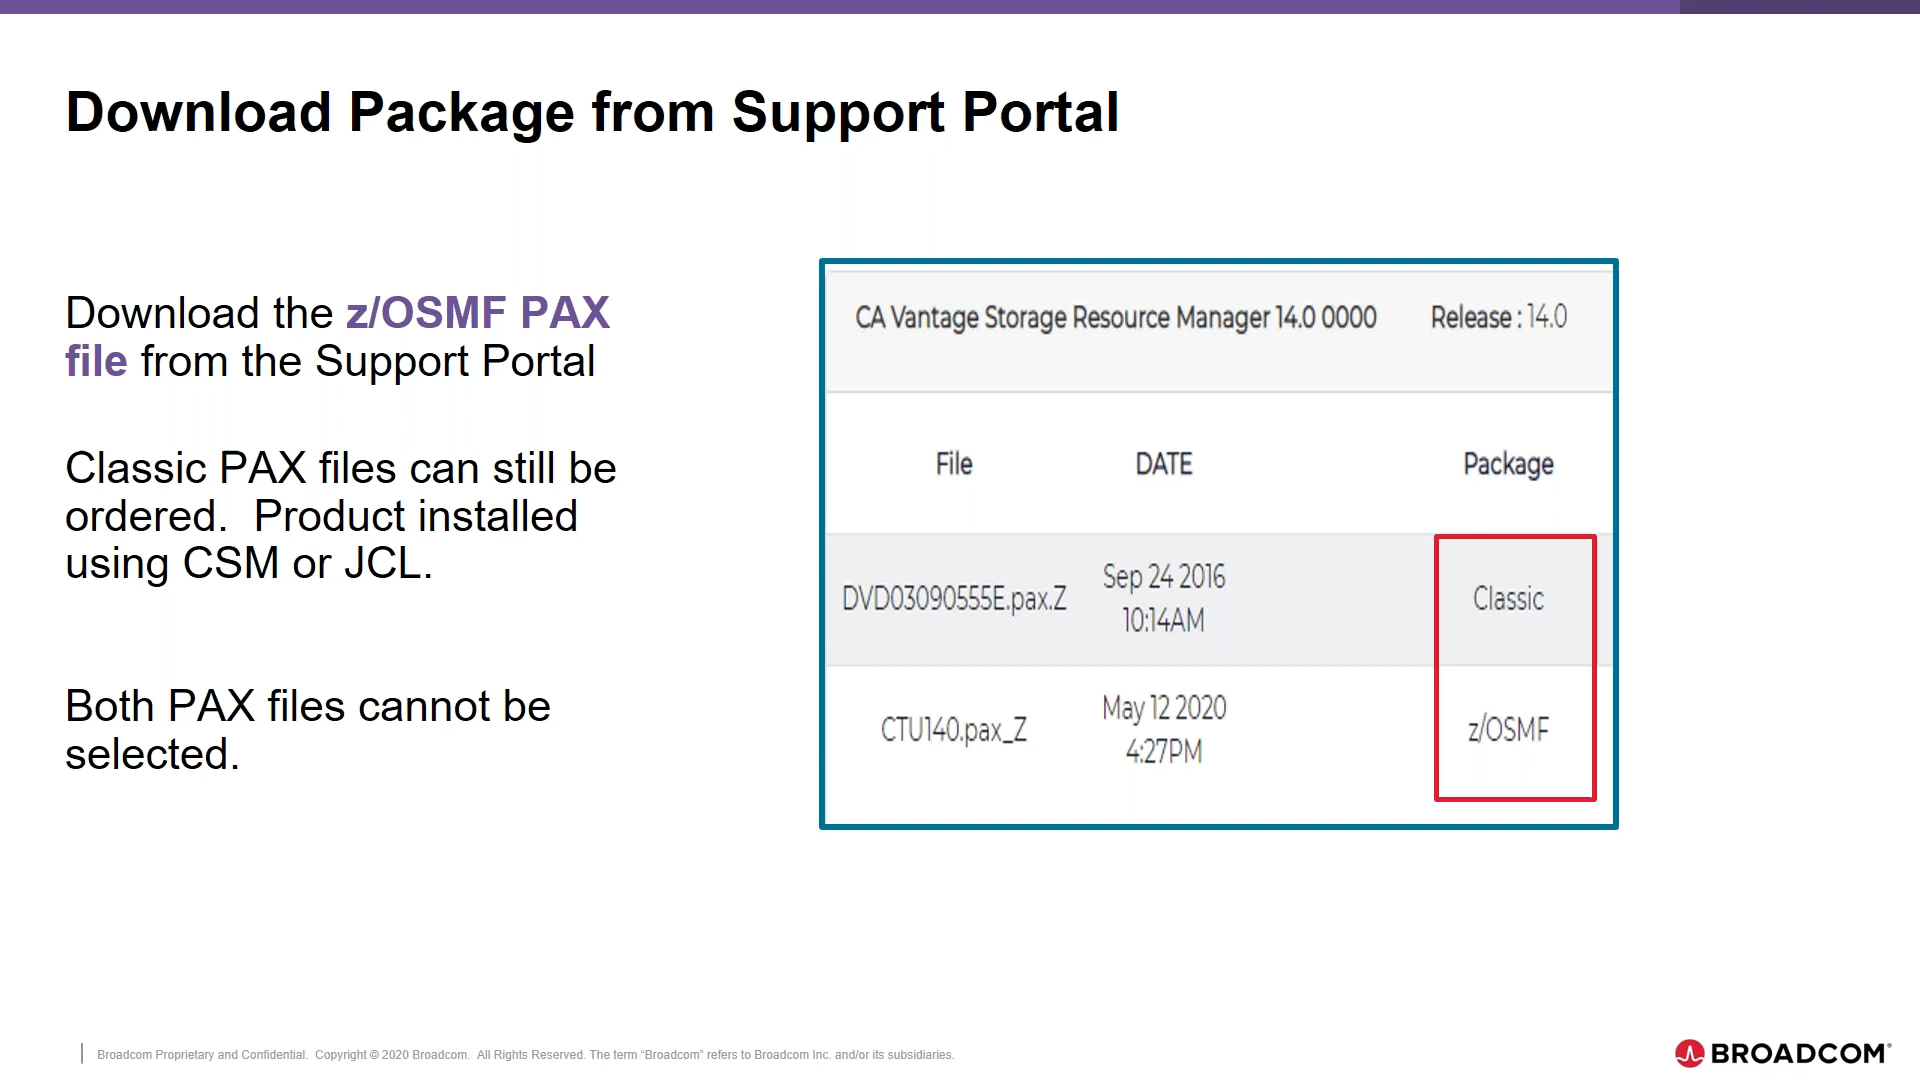 Download Package from Support Portal
Download the z/OSMF PAX
file from the Support Portal
Classic PAX files can still be
ordered.  Product installed
using CSM or JCL.
Both PAX files cannot be
selected.
CA Vantage Storage Resource Manager 14.0 0000 Release : 14.0
File DATE Package
DVD03090555E.pax.Z Sep 24 2016 Classic
10:14AM
CTU140.pax_Z May 12 2020 z/OSMF
4:27PM
Broadcom Proprietary and Confidential.  Copyright © 2020 Broadcom.  All Rights Reserved. The term “Broadcom” refers to Broadcom Inc. and/or its subsidiaries.
BROADCOM®